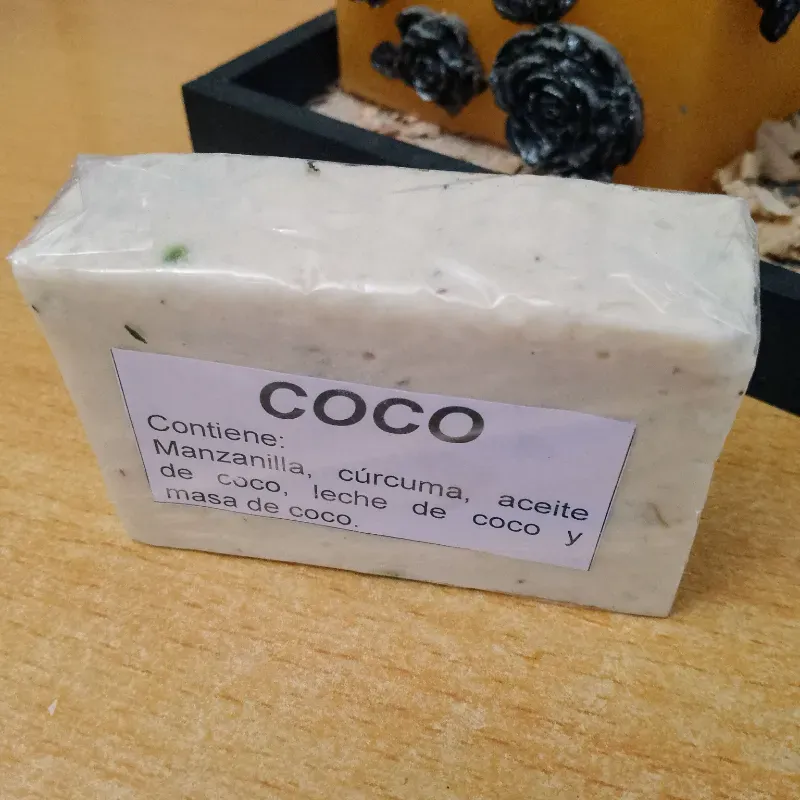 COCO
Contiene:
Manzanilla, cúrcuma, aceite
de coco, leche de coco y
masa de coco.